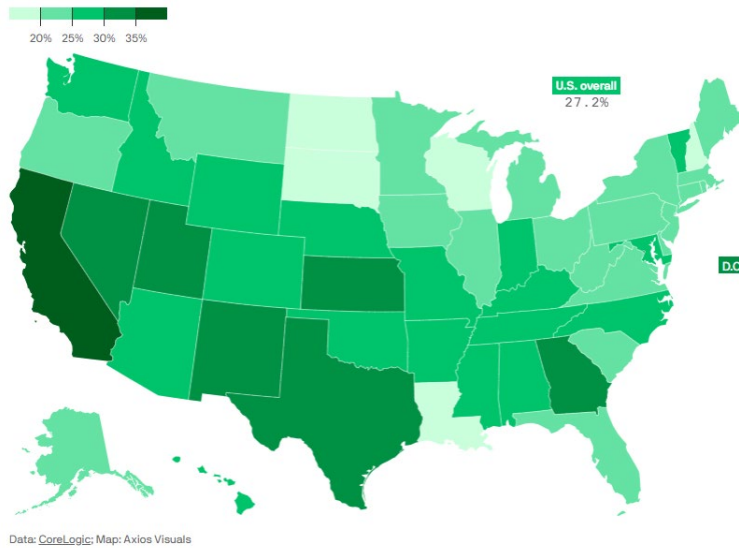 20% 25% 30% 35%
U.S. overall
27.2%
D.C
Data: CoreLogic; Map: Axios Visuals